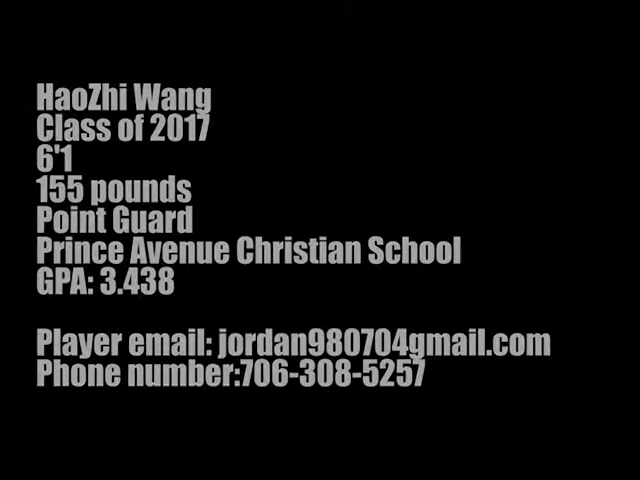 HaoZhi Wang
Class of 2017
6'1
155 pounds
Point Guard
Prince Avenue Christian School
GPA: 3.438
Player email: jordan980704gmail.com
Phone number:706-308-5257